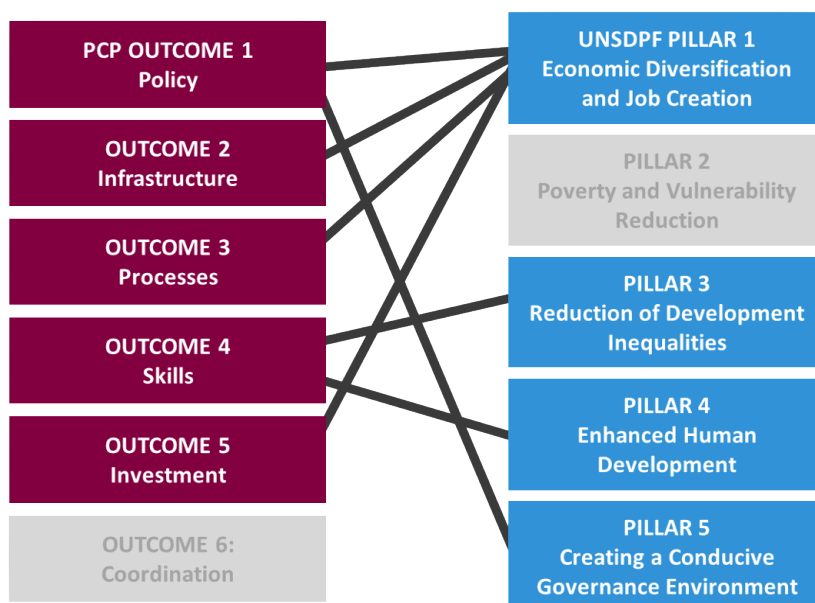 PCP OUTCOME 1
Policy
OUTCOME 2
Infrastructure
OUTCOME 3
Processes
OUTCOME 4
Skills
OUTCOME 5
Investment
OUTCOME 6:
Coordination
UNSDPF PILLAR 1
Economic Diversification
and Job Creation
PILLAR 2
Poverty and Vulnerability
Reduction
PILLAR 3
Reduction of Development
Inequalities
PILLAR 4
Enhanced Human
Development
PILLAR 5
Creating a Conducive
Governance Environment